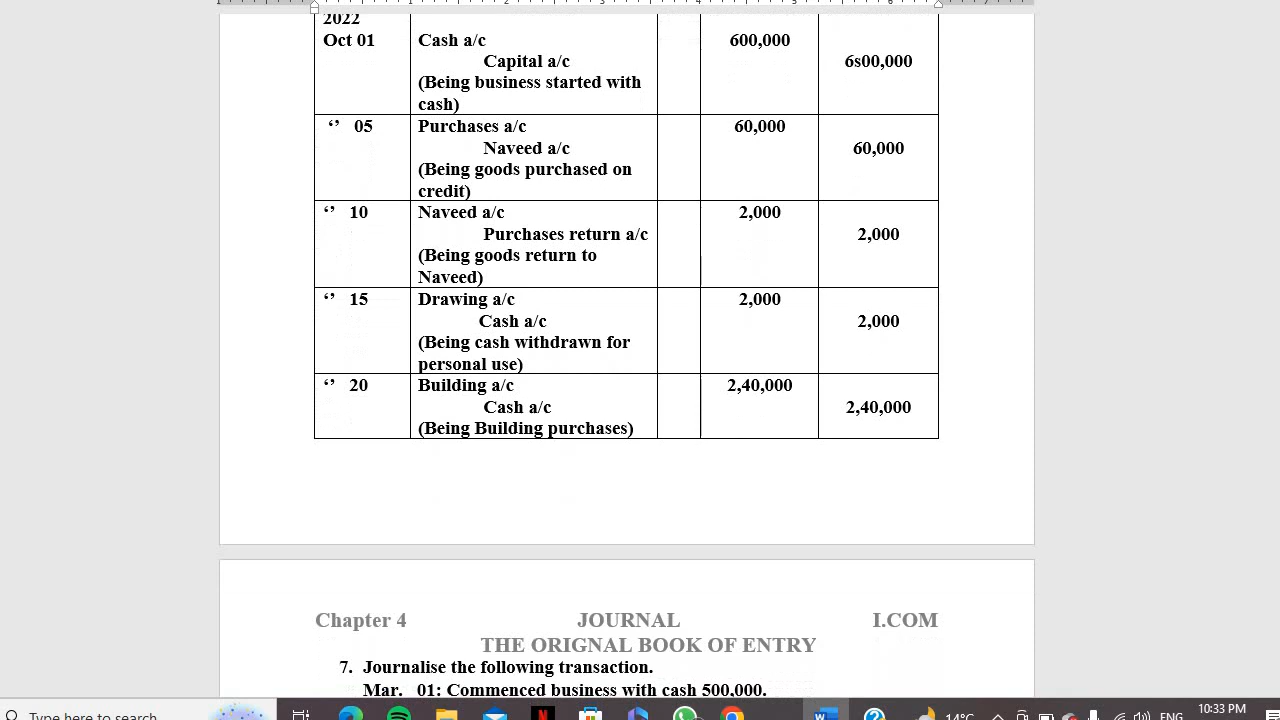 2022
Oct 01 Cash a/c 600,000
Capital a/c 6s00,000
(Being business started with
cash)
‘’ 05 Purchases a/c 60,000
Naveed a/c 60,000
(Being goods purchased on
credit)
‘’ 10 Naveed a/c 2,000
Purchases return a/c 2,000
(Being goods return to
Naveed)
‘’ 15 Drawing a/c 2,000
Cash a/c 2,000
(Being cash withdrawn for
personal use)
‘’ 20 Building a/c 2,40,000
Cash a/c 2,40,000
(Being Building purchases)
Chapter 4 JOURNAL I.COM
THE ORIGNAL BOOK OF ENTRY
7. Journalise the following transaction.
Mar. 01: Commenced business with cash 500,000.
Type here to search 14°C ENG 10:33 PM